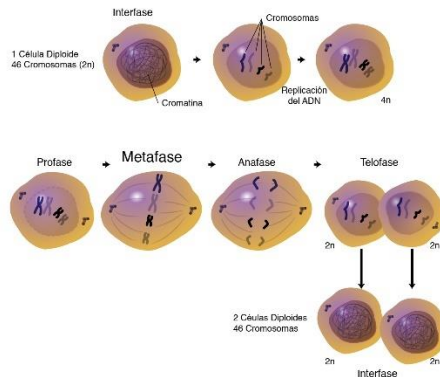 Interfase
1 Célula Diploide
46 Cromosomas (2n)
Cromosomas
Cromatina
Replicación
del ADN
4n
Profase
Metafase
Anafase
Telofase
2n
2n
2 Células Diploides
46 Cromosomas
2n
2n
Interfase